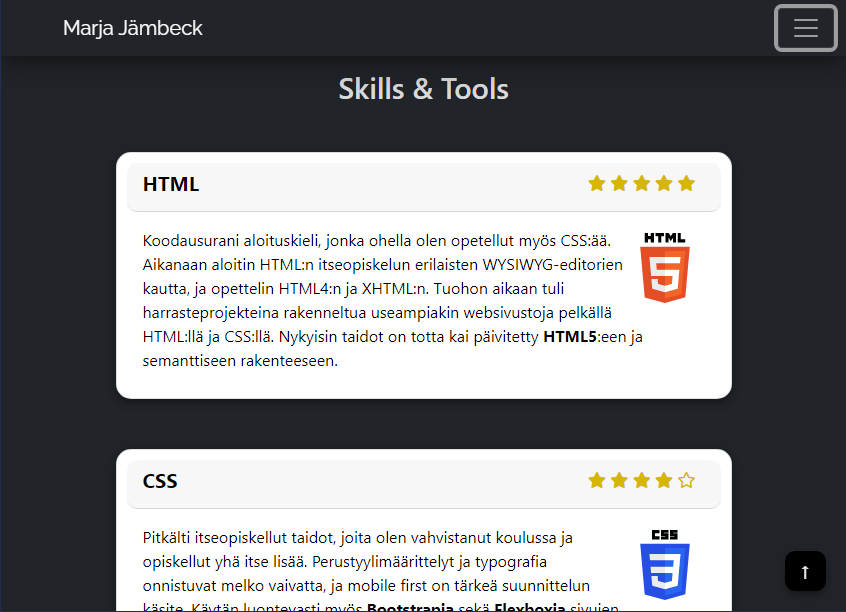 Marja Jämbeck
Skills & Tools
HTML
Koodausurani aloituskieli, jonka ohella olen opetellut myös CSS:ää.
HTML
5
Aikanaan aloitin HTML:n itseopiskelun erilaisten WYSIWYG-editorien
kautta, ja opettelin HTML4:n ja XHTML:n. Tuohon aikaan tuli
harrasteprojekteina rakenneltua useampiakin websivustoja pelkällä
HTML:llä ja CSS:llä. Nykyisin taidot on totta kai päivitetty HTML5:een ja
semanttiseen rakenteeseen.
CSS
Pitkälti itseopiskellut taidot, joita olen vahvistanut koulussa ja
CSS
3
opiskellut yhä itse lisää. Perustyylimäärittelyt ja typografia
onnistuvat melko vaivatta, ja mobile first on tärkeä suunnittelun
käsite. Käytän luontevasti myös Bootstrapia sekä Flexboxia sivujen